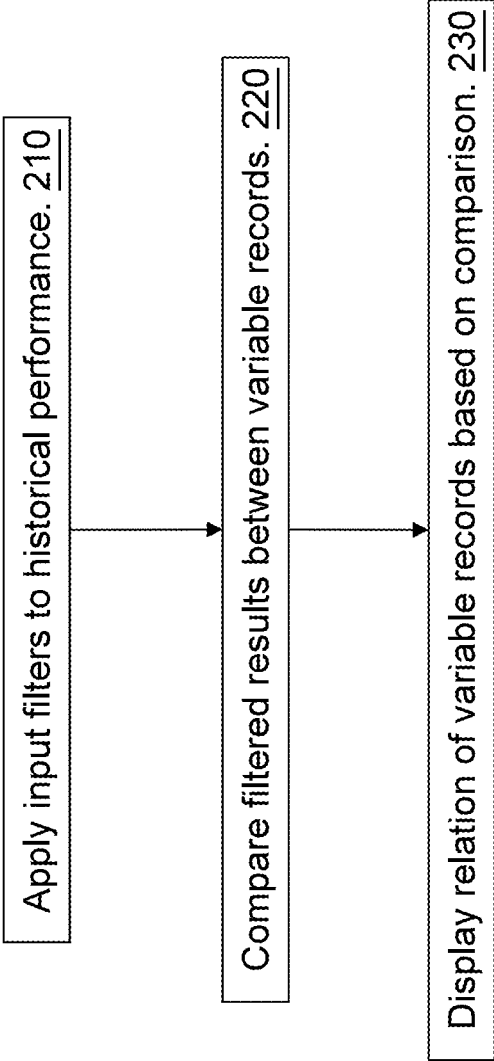 Apply input filters to historical performance. 210
Compare filtered results between variable records. 220
Display relation of variable records based on comparison. 230